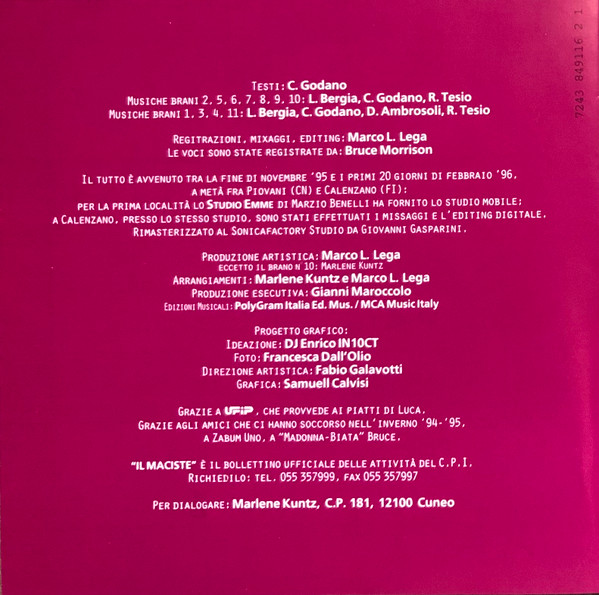 7243 849116 2 1
TESTI: C. Godano
MUSICHE BRANI 2, 5, 6, 7, 8, 9, 10: L. Bergia, C. Godano, R. Tesio
MUSICHE BRANI 1, 3, 4, 11: L. Bergia, C. Godano, D. Ambrosoli, R. Tesio
REGITRAZIONI, MIXAGGI, EDITING: Marco L. Lega
LE VOCI SONO STATE REGISTRATE DA: Bruce Morrison
IL TUTTO È AVVENUTO TRA LA FINE DI NOVEMBRE '95 E I PRIMI 20 GIORNI DI FEBBRAIO '96,
A METÀ FRA PIOVANI (CN) E CALENZANO (FI):
PER LA PRIMA LOCALITÀ LO STUDIO EMME DI MARZIO BENELLI HA FORNITO LO STUDIO MOBILE;
A CALENZANO, PRESSO LO STESSO STUDIO, SONO STATI EFFETTUATI I MISSAGGI E L'EDITING DIGITALE.
RIMASTERIZZATO AL SONICAFACTORY STUDIO DA GIOVANNI GASPARINI.
PRODUZIONE ARTISTICA: Marco L. Lega
ECCETTO IL BRANO N°10: MARLENE KUNTZ
ARRANGIAMENTI: Marlene Kuntz e Marco L. Lega
PRODUZIONE ESECUTIVA: Gianni Maroccolo
EDIZIONI MUSICALI: PolyGram Italia Ed. Mus. / MCA Music Italy
PROGETTO GRAFICO:
IDEAZIONE: DJ Enrico IN10CT
FOTO: Francesca Dall'Olio
DIREZIONE ARTISTICA: Fabio Galavotti
GRAFICA: Samuell Calvisi
GRAZIE A UFIP, CHE PROVVEDE AI PIATTI DI LUCA.
GRAZIE AGLI AMICI CHE CI HANNO SOCCORSO NELL'INVERNO '94-'95,
A ZABUM UNO, A "MADONNA-BIATA" BRUCE.
"IL MACISTE" È IL BOLLETTINO UFFICIALE DELLE ATTIVITÀ DEL C.P.I.
RICHIEDILO: TEL. 055 357999, FAX 055 357997
PER DIALOGARE: Marlene Kuntz, C.P. 181, 12100 Cuneo